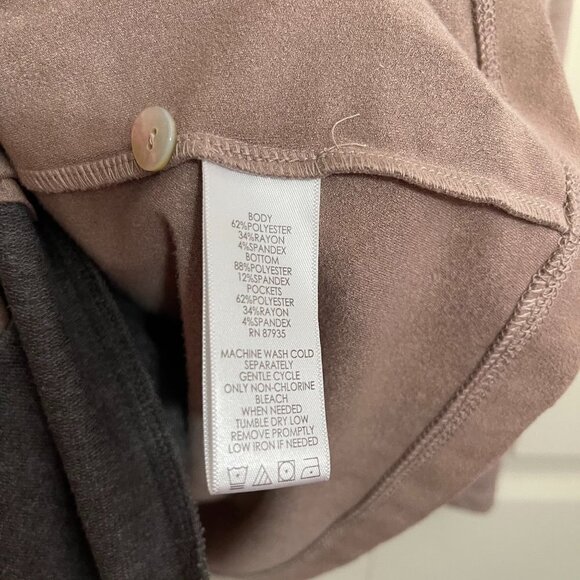 BODY
62%POLYESTER
34%RAYON
4%SPANDEX
BOTTOM
88%POLYESTER
12%SPANDEX
POCKETS
62%POLYESTER
34%RAYON
4%SPANDEX
RN 87935
MACHINE WASH COLD
SEPARATELY
GENTLE CYCLE
ONLY NON-CHLORINE
BLEACH
WHEN NEEDED
TUMBLE DRY LOW
REMOVE PROMPTLY
LOW IRON IF NEEDED